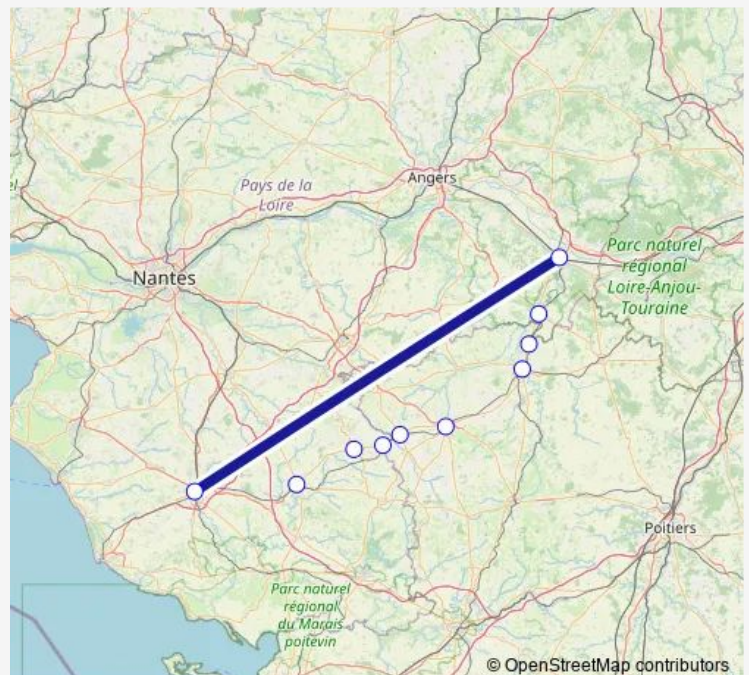 Pays de la
Loire
Angers
Nantes
Parc naturel
régional
Loire-Anjou-
Touraine
Poitiers
Parc naturel
régional
du Marais
poitevin
© OpenStreetMap contributors